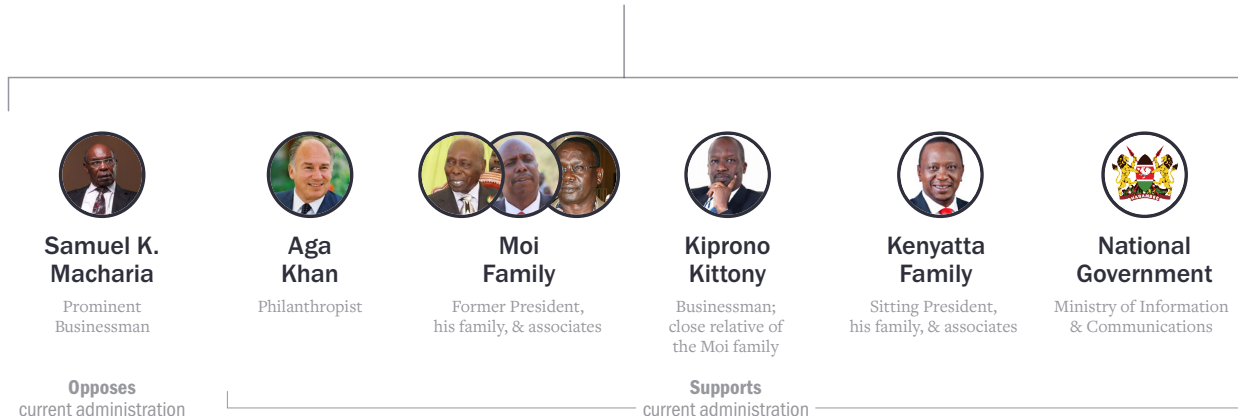 Samuel K.
Macharia
Prominent
Businessman
Aga
Khan
Philanthropist
Moi
Family
Former President,
his family, & associates
Kiprono
Kittony
Businessman;
close relative of
the Moi family
Kenyatta
Family
Sitting President,
his family, & associates
National
Government
Ministry of Information
& Communications
HARAMBEE
Opposes
current administration
Supports
current administration